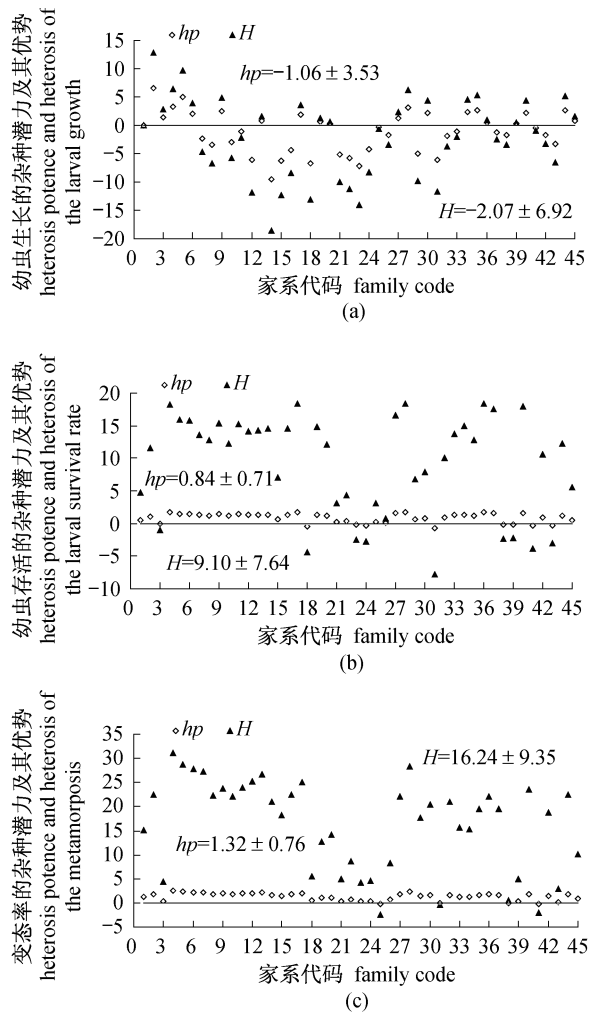 幼虫生长的杂种潜力及其优势
heterosis potence and heterosis of
the larval growth
hp H
15
10
5
0
−5
−10
−15
−20
hp=−1.06 ± 3.53
H=−2.07 ± 6.92
0 3 6 9 12 15 18 21 24 27 30 33 36 39 42 45
家系代码 family code
(a)
幼虫存活的杂种潜力及其优势
heterosis potence and heterosis of
the larval survival rate
hp H
20
15
10
5
0
−5
−10
hp=0.84 ± 0.71
H=9.10 ± 7.64
0 3 6 9 12 15 18 21 24 27 30 33 36 39 42 45
家系代码 family code
(b)
变态率的杂种潜力及其优势
heterosis potence and heterosis of
the metamorposis
hp H
35
30
25
20
15
10
5
0
−5
H=16.24 ± 9.35
hp=1.32 ± 0.76
0 3 6 9 12 15 18 21 24 27 30 33 36 39 42 45
家系代码 family code
(c)